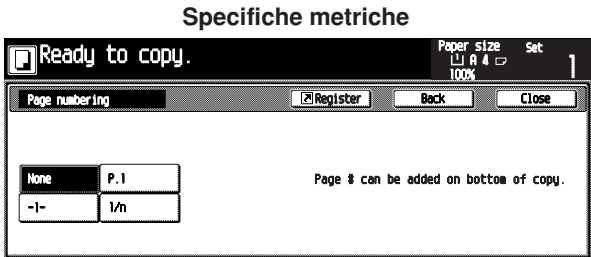 Specifiche metriche
Ready to copy.
Paper size Set
A4
100% 1
Page numbering Register Back Close
None P.1 Page # can be added on bottom of copy.
-1- 1/n